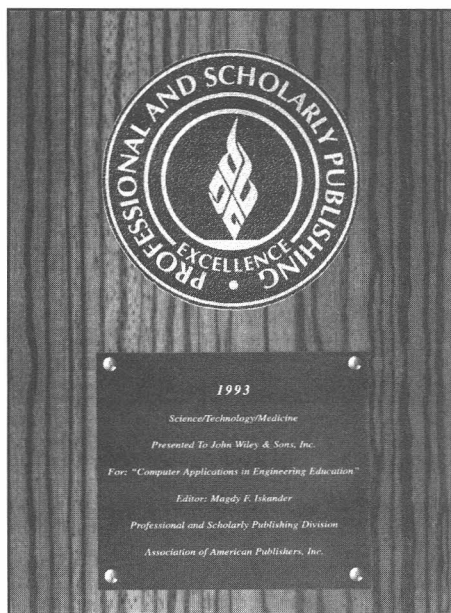 PROFESSIONAL AND SCHOLARLY PUBLISHING
EXCELLENCE
1993
Science/Technology/Medicine
Presented To John Wiley & Sons, Inc.
For: "Computer Applications in Engineering Education"
Editor: Magdy F. Iskander
Professional and Scholarly Publishing Division
Association of American Publishers, Inc.